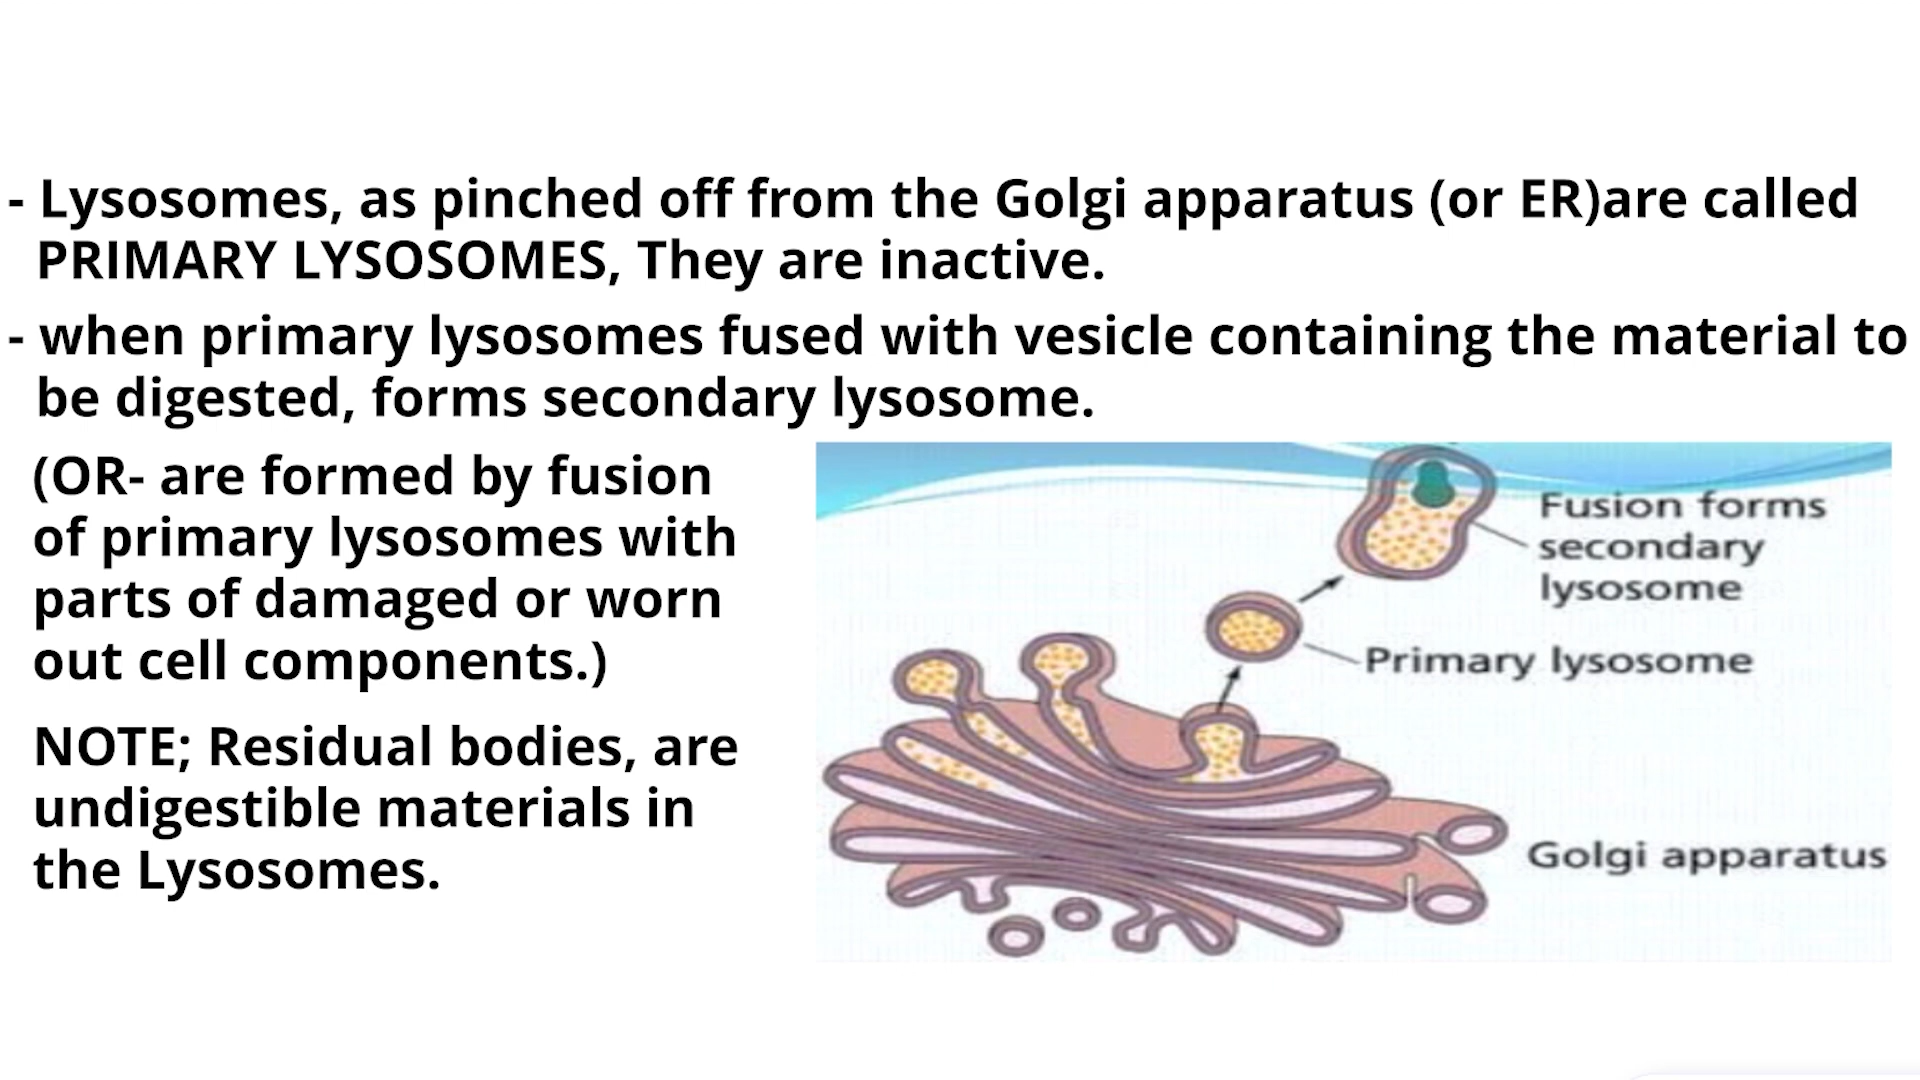 - Lysosomes, as pinched off from the Golgi apparatus (or ER)are called
PRIMARY LYSOSOMES, They are inactive.
- when primary lysosomes fused with vesicle containing the material to
be digested, forms secondary lysosome.
(OR- are formed by fusion
of primary lysosomes with
parts of damaged or worn
out cell components.)
NOTE; Residual bodies, are
undigestible materials in
the Lysosomes.
Fusion forms
secondary
lysosome
Primary lysosome
Golgi apparatus